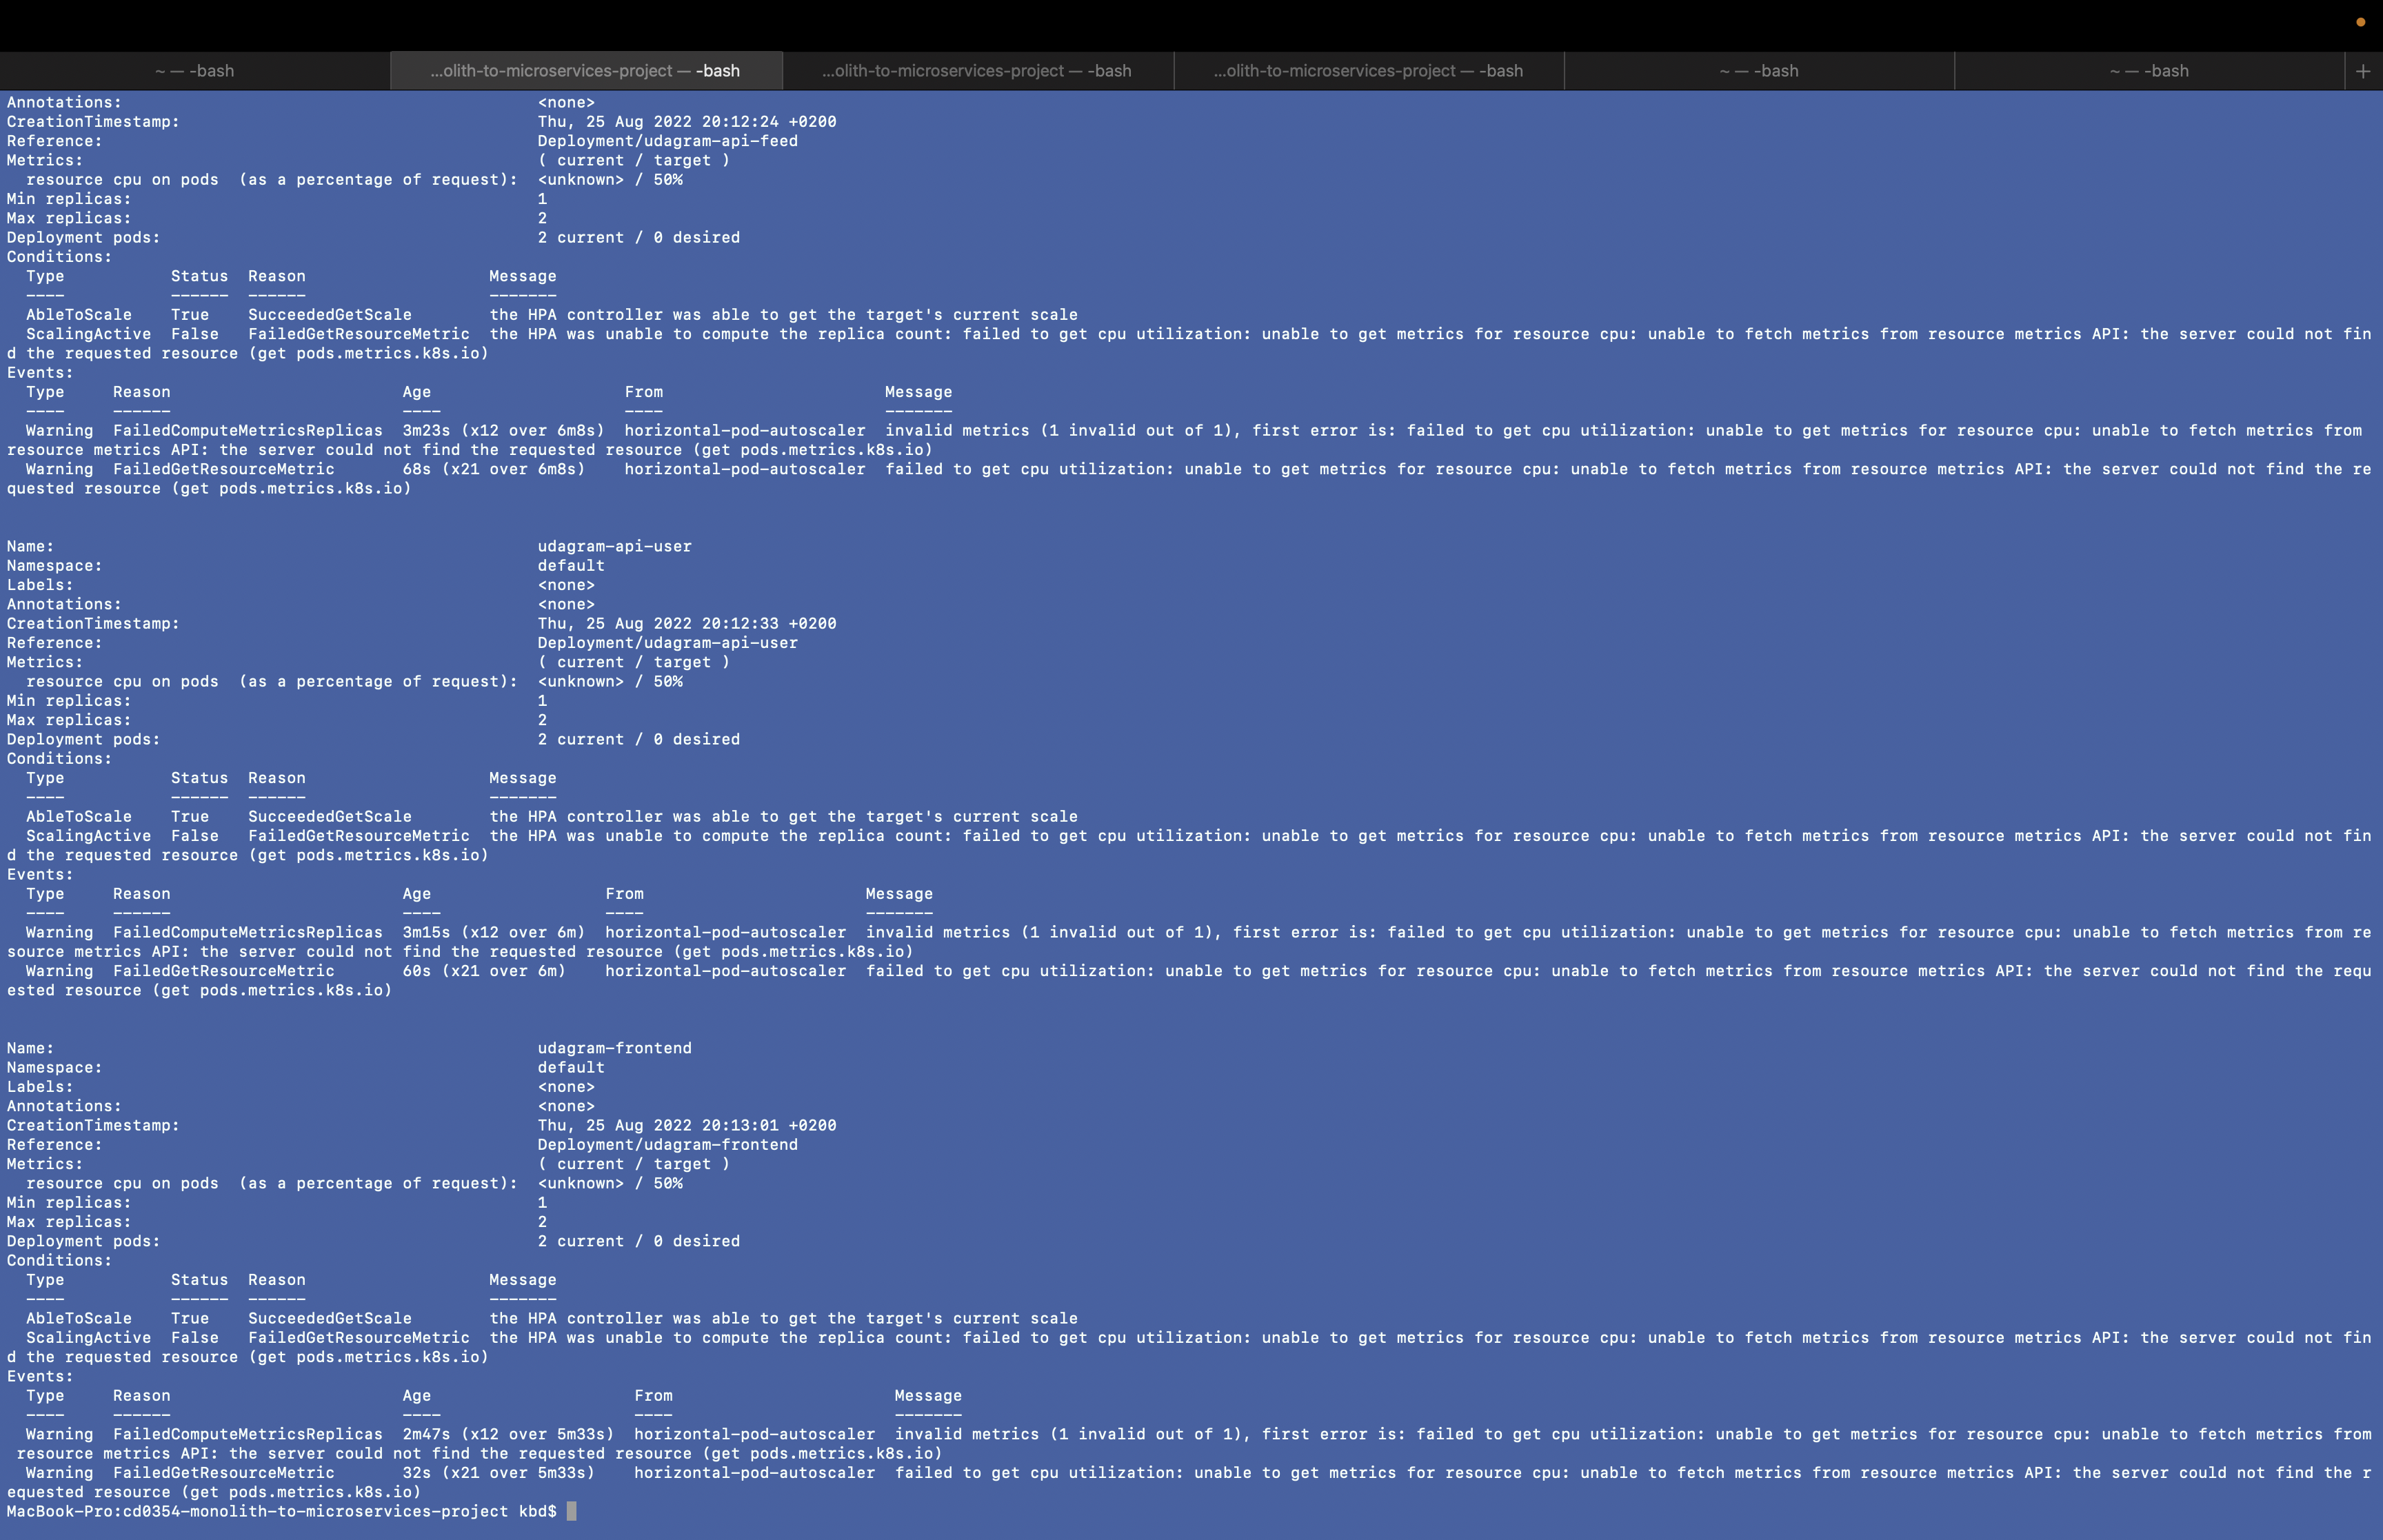 ~ — -bash
...olith-to-microservices-project — -bash
...olith-to-microservices-project — -bash
...olith-to-microservices-project — -bash
~ — -bash
~ — -bash
+
Annotations: <none>
CreationTimestamp: Thu, 25 Aug 2022 20:12:24 +0200
Reference: Deployment/udagram-api-feed
Metrics: ( current / target )
resource cpu on pods (as a percentage of request): <unknown> / 50%
Min replicas: 1
Max replicas: 2
Deployment pods: 2 current / 0 desired
Conditions:
Type Status Reason Message
---- ------ ------ -------
AbleToScale True SucceededGetScale the HPA controller was able to get the target's current scale
ScalingActive False FailedGetResourceMetric the HPA was unable to compute the replica count: failed to get cpu utilization: unable to get metrics for resource cpu: unable to fetch metrics from resource metrics API: the server could not fin
d the requested resource (get pods.metrics.k8s.io)
Events:
Type Reason Age From Message
---- ------ ---- ---- -------
Warning FailedComputeMetricsReplicas 3m23s (x12 over 6m8s) horizontal-pod-autoscaler invalid metrics (1 invalid out of 1), first error is: failed to get cpu utilization: unable to get metrics for resource cpu: unable to fetch metrics from
resource metrics API: the server could not find the requested resource (get pods.metrics.k8s.io)
Warning FailedGetResourceMetric 68s (x21 over 6m8s) horizontal-pod-autoscaler failed to get cpu utilization: unable to get metrics for resource cpu: unable to fetch metrics from resource metrics API: the server could not find the re
quested resource (get pods.metrics.k8s.io)
Name: udagram-api-user
Namespace: default
Labels: <none>
Annotations: <none>
CreationTimestamp: Thu, 25 Aug 2022 20:12:33 +0200
Reference: Deployment/udagram-api-user
Metrics: ( current / target )
resource cpu on pods (as a percentage of request): <unknown> / 50%
Min replicas: 1
Max replicas: 2
Deployment pods: 2 current / 0 desired
Conditions:
Type Status Reason Message
---- ------ ------ -------
AbleToScale True SucceededGetScale the HPA controller was able to get the target's current scale
ScalingActive False FailedGetResourceMetric the HPA was unable to compute the replica count: failed to get cpu utilization: unable to get metrics for resource cpu: unable to fetch metrics from resource metrics API: the server could not fin
d the requested resource (get pods.metrics.k8s.io)
Events:
Type Reason Age From Message
---- ------ ---- ---- -------
Warning FailedComputeMetricsReplicas 3m15s (x12 over 6m) horizontal-pod-autoscaler invalid metrics (1 invalid out of 1), first error is: failed to get cpu utilization: unable to get metrics for resource cpu: unable to fetch metrics from re
source metrics API: the server could not find the requested resource (get pods.metrics.k8s.io)
Warning FailedGetResourceMetric 60s (x21 over 6m) horizontal-pod-autoscaler failed to get cpu utilization: unable to get metrics for resource cpu: unable to fetch metrics from resource metrics API: the server could not find the requ
ested resource (get pods.metrics.k8s.io)
Name: udagram-frontend
Namespace: default
Labels: <none>
Annotations: <none>
CreationTimestamp: Thu, 25 Aug 2022 20:13:01 +0200
Reference: Deployment/udagram-frontend
Metrics: ( current / target )
resource cpu on pods (as a percentage of request): <unknown> / 50%
Min replicas: 1
Max replicas: 2
Deployment pods: 2 current / 0 desired
Conditions:
Type Status Reason Message
---- ------ ------ -------
AbleToScale True SucceededGetScale the HPA controller was able to get the target's current scale
ScalingActive False FailedGetResourceMetric the HPA was unable to compute the replica count: failed to get cpu utilization: unable to get metrics for resource cpu: unable to fetch metrics from resource metrics API: the server could not fin
d the requested resource (get pods.metrics.k8s.io)
Events:
Type Reason Age From Message
---- ------ ---- ---- -------
Warning FailedComputeMetricsReplicas 2m47s (x12 over 5m33s) horizontal-pod-autoscaler invalid metrics (1 invalid out of 1), first error is: failed to get cpu utilization: unable to get metrics for resource cpu: unable to fetch metrics from
resource metrics API: the server could not find the requested resource (get pods.metrics.k8s.io)
Warning FailedGetResourceMetric 32s (x21 over 5m33s) horizontal-pod-autoscaler failed to get cpu utilization: unable to get metrics for resource cpu: unable to fetch metrics from resource metrics API: the server could not find the r
equested resource (get pods.metrics.k8s.io)
MacBook-Pro:cd0354-monolith-to-microservices-project kbd$